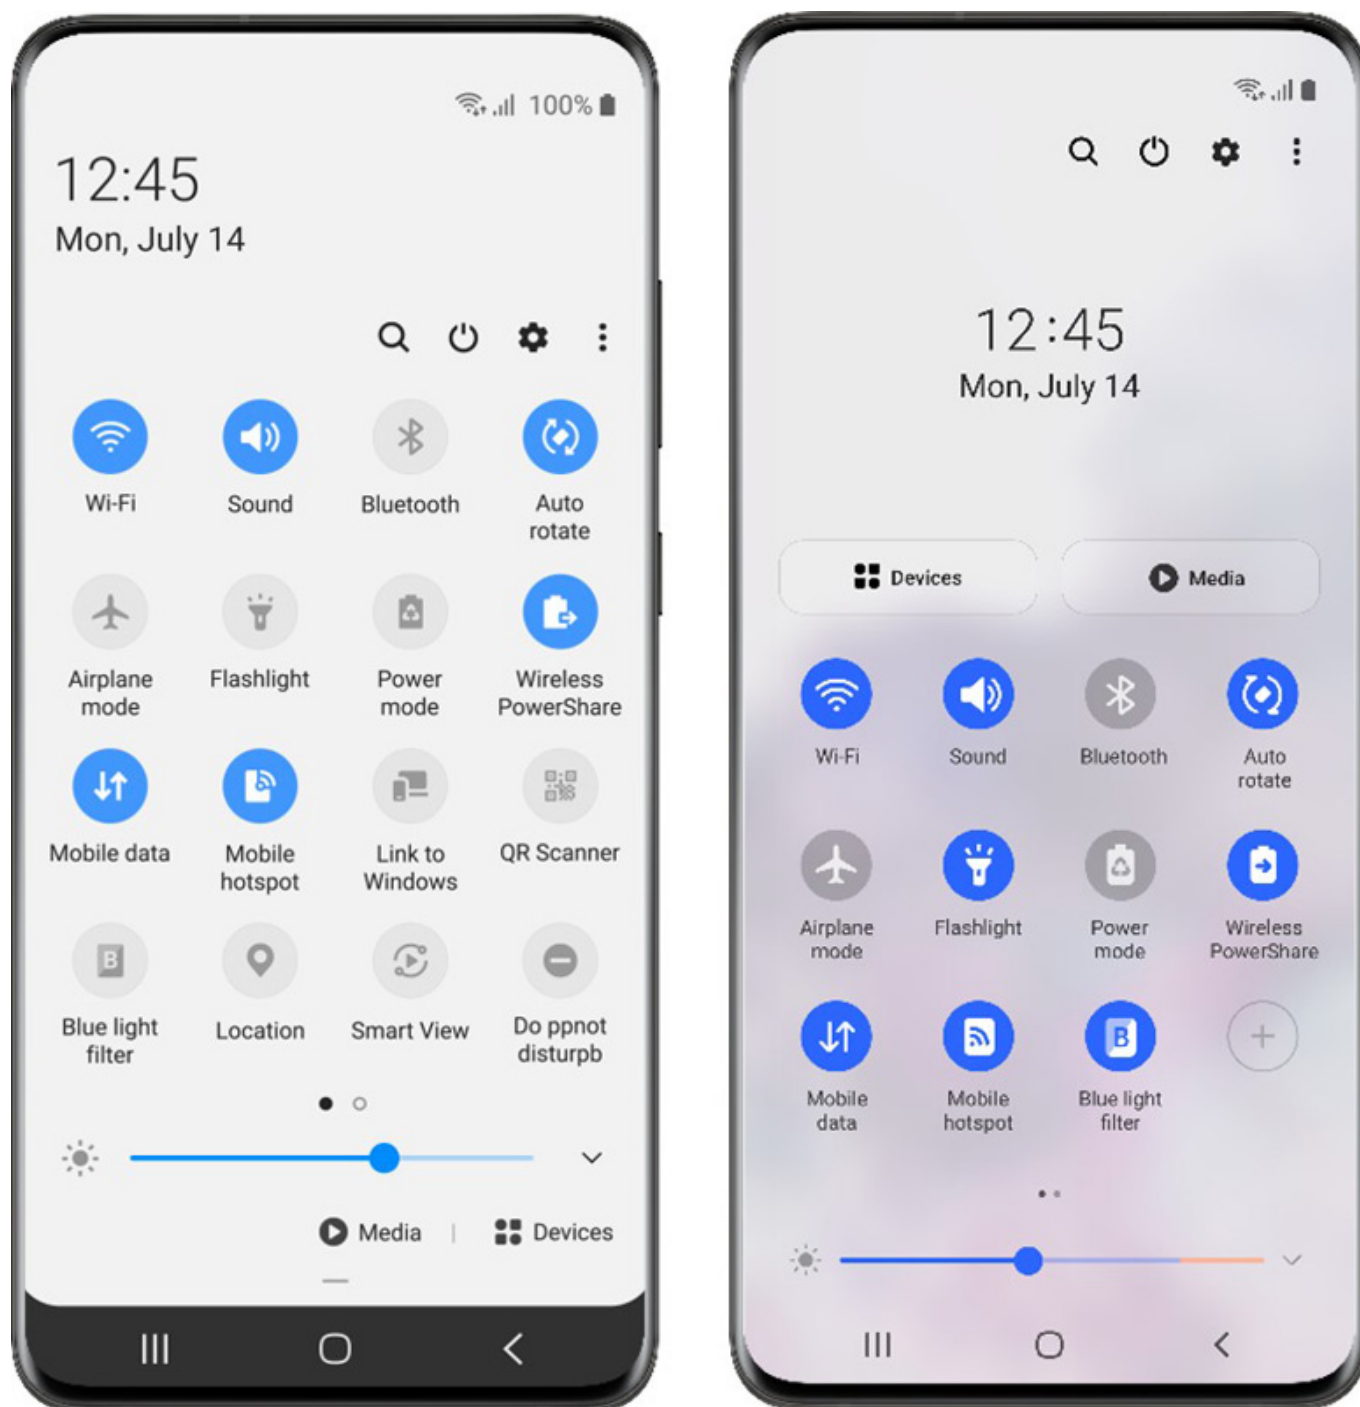 100%
12:45
Mon, July 14
Wi-Fi
Sound
Bluetooth
Auto
rotate
Airplane
mode
Flashlight
Power
mode
Wireless
PowerShare
Mobile data
Mobile
hotspot
Link to
Windows
QR Scanner
B
Blue light
filter
Location
Smart View
Do ppnot
disturpb
Media
Devices
12:45
Mon, July 14
Devices
Media
Wi-Fi
Sound
Bluetooth
Auto
rotate
Airplane
mode
Flashlight
Power
mode
Wireless
PowerShare
Mobile
data
Mobile
hotspot
B
Blue light
filter